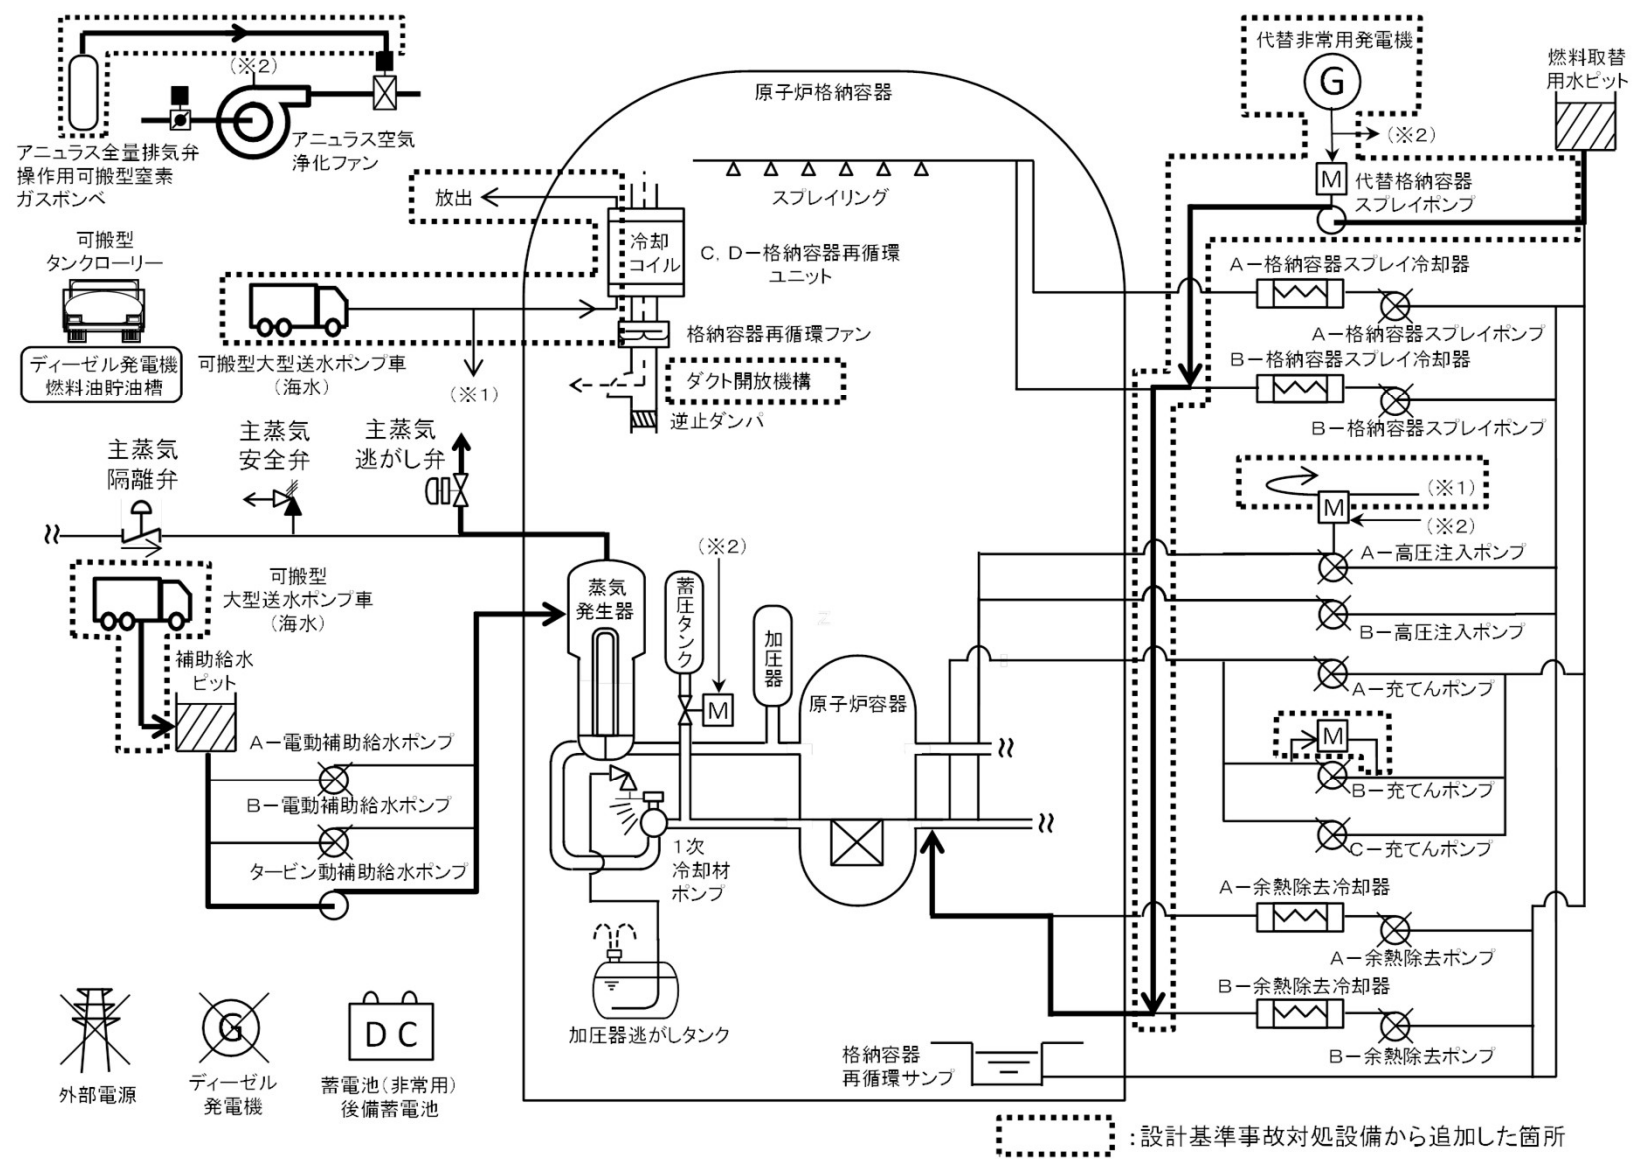 代替非常用発電機
G
(※2)
燃料取替
用水ピット
(※2)
アニュラス空気
浄化ファン
アニュラス全量排気弁
操作用可搬型窒素
ガスボンベ
原子炉格納容器
M
代替格納容器
スプレイポンプ
放出
スプレイリング
可搬型
タンクローリー
冷却
コイル
C,D-格納容器再循環
ユニット
A-格納容器スプレイ冷却器
A-格納容器スプレイポンプ
格納容器再循環ファン
ディーゼル発電機
燃料油貯油槽
可搬型大型送水ポンプ車
(海水)
(※1)
ダクト開放機構
逆止ダンパ
B-格納容器スプレイ冷却器
B-格納容器スプレイポンプ
主蒸気
隔離弁
主蒸気
安全弁
主蒸気
逃がし弁
(※1)
M
(※2)
A-高圧注入ポンプ
(※2)
可搬型
大型送水ポンプ車
(海水)
蒸気
発生器
蓄圧タンク
加圧器
B-高圧注入ポンプ
補助給水
ピット
M
原子炉容器
A-充てんポンプ
M
A-電動補助給水ポンプ
B-電動補助給水ポンプ
B-充てんポンプ
タービン動補助給水ポンプ
1次
冷却材
ポンプ
C-充てんポンプ
A-余熱除去冷却器
A-余熱除去ポンプ
B-余熱除去冷却器
B-余熱除去ポンプ
加圧器逃がしタンク
格納容器
再循環サンプ
外部電源
G
ディーゼル
発電機
DC
蓄電池(非常用)
後備蓄電池
:設計基準事故対処設備から追加した箇所